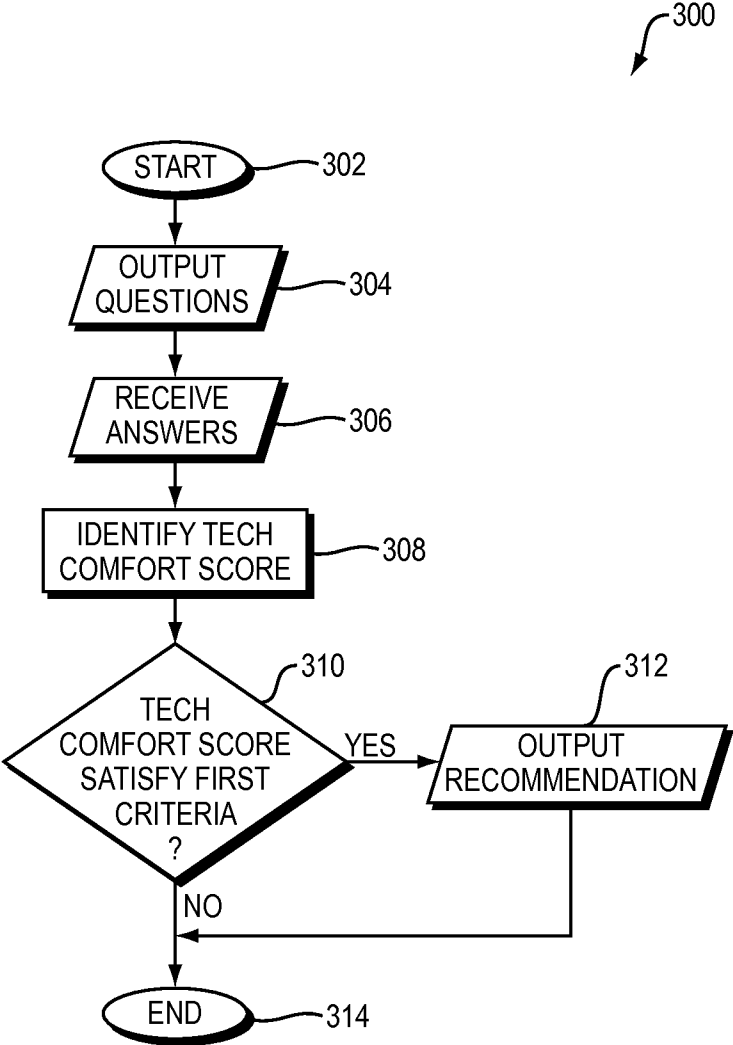 300
START
302
OUTPUT
QUESTIONS
304
RECEIVE
ANSWERS
306
IDENTIFY TECH
COMFORT SCORE
308
310
TECH
COMFORT SCORE
SATISFY FIRST
CRITERIA
?
YES
312
OUTPUT
RECOMMENDATION
NO
END
314